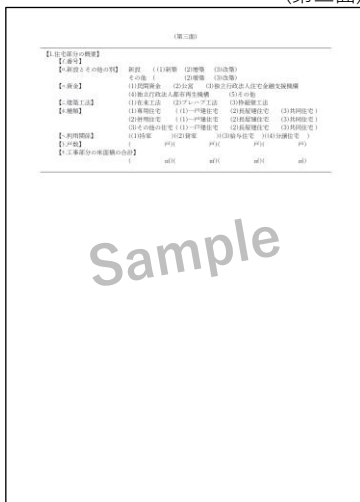 (第三面)
(第三面)
【1.住宅部分の概要】
【イ.番号】
【ロ.新設とその他の別】 新設 ((1)新築 (2)増築 (3)改築)
その他 ( (2)増築 (3)改築)
【ハ.資金】 (1)民間資金 (2)公営 (3)独立行政法人住宅金融支援機構
(4)独立行政法人都市再生機構 (5)その他
【ニ.建築工法】 (1)在来工法 (2)プレハブ工法 (3)枠組壁工法
【ホ.種類】 (1)専用住宅 ((1)一戸建住宅 (2)長屋建住宅 (3)共同住宅)
(2)併用住宅 ((1)一戸建住宅 (2)長屋建住宅 (3)共同住宅)
(3)その他の住宅((1)一戸建住宅 (2)長屋建住宅 (3)共同住宅)
【ヘ.利用関係】 ((1)持家 )((2)貸家 )((3)給与住宅 )((4)分譲住宅 )
【ト.戸数】 ( 戸)( 戸)( 戸)( 戸)
【チ.工事部分の床面積の合計】
( ㎡)( ㎡)( ㎡)( ㎡)
Sample